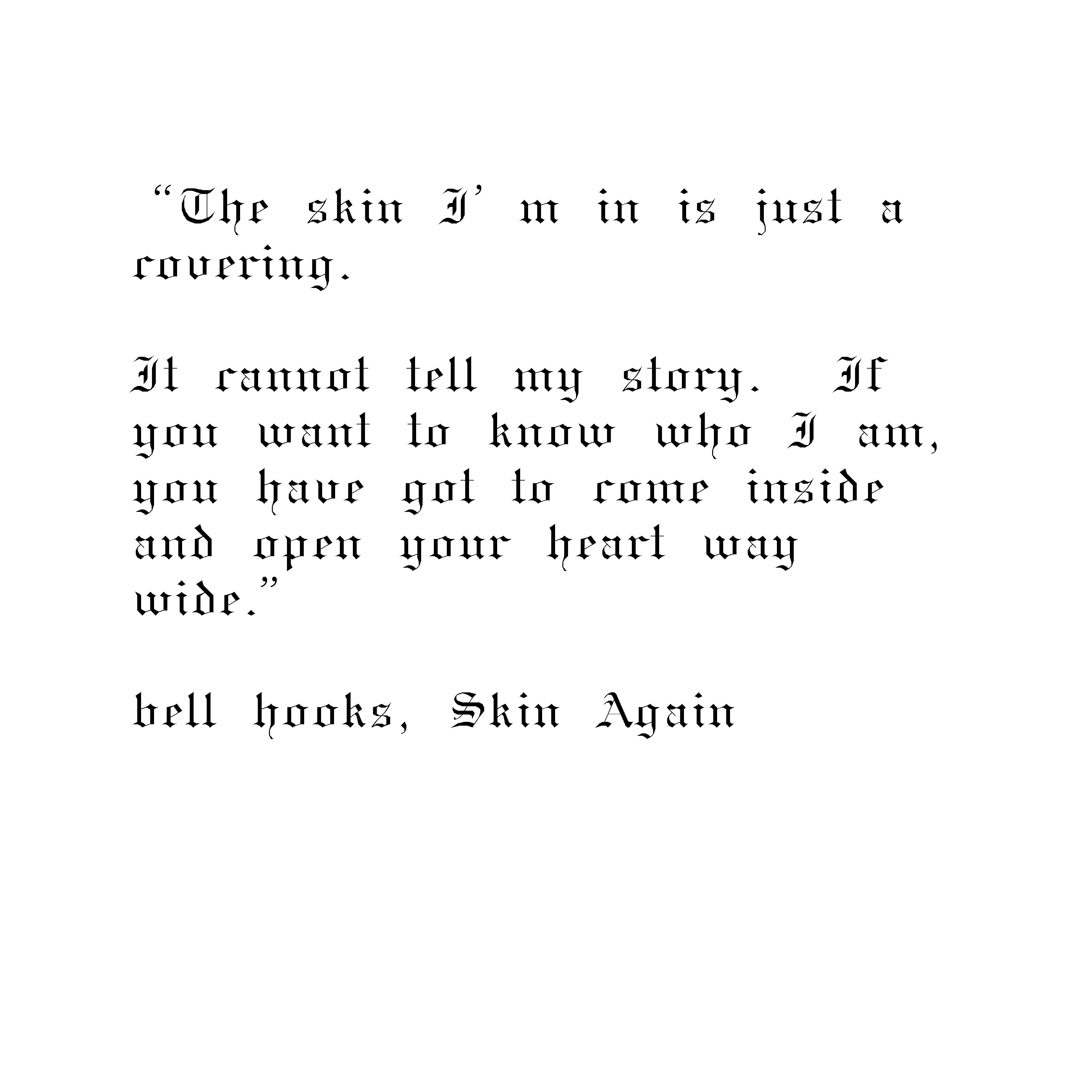 “The skin I’ m in is just a
covering.
It cannot tell my story. If
you want to know who I am,
you have got to come inside
and open your heart way
wide.”
bell hooks, Skin Again